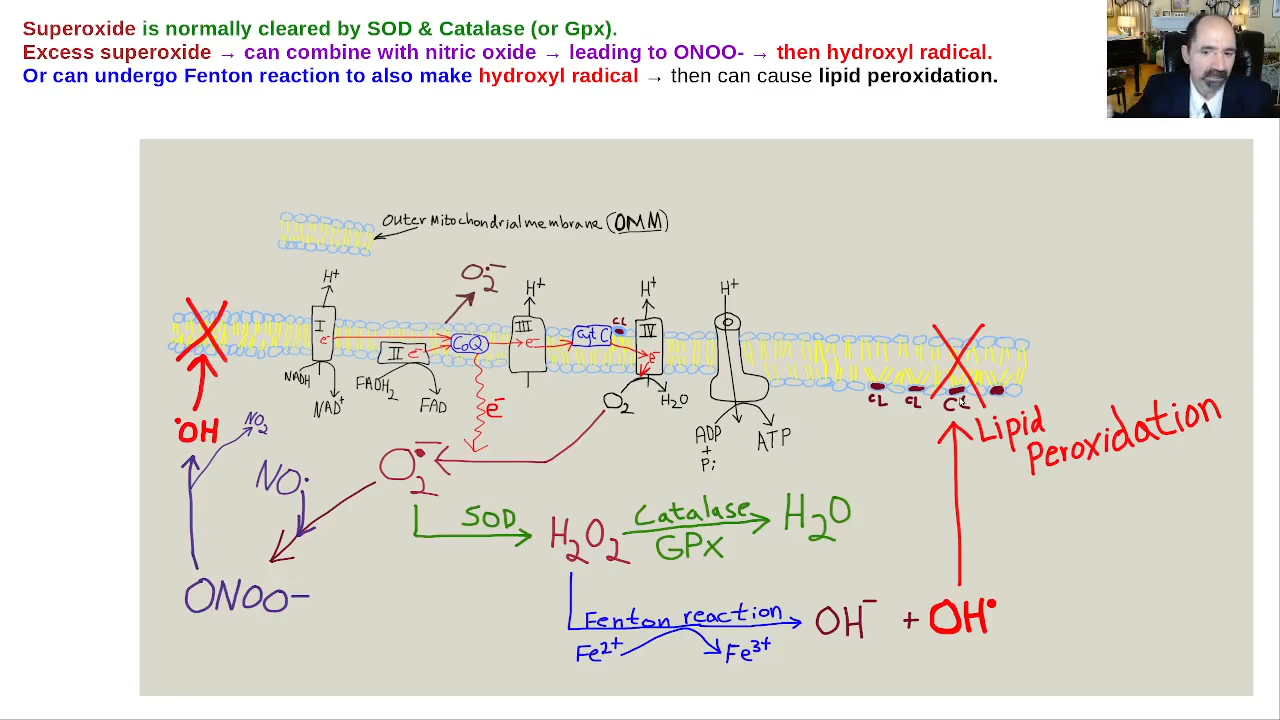 Superoxide is normally cleared by SOD & Catalase (or Gpx).
Excess superoxide → can combine with nitric oxide → leading to ONOO- → then hydroxyl radical.
Or can undergo Fenton reaction to also make hydroxyl radical → then can cause lipid peroxidation.
Outer Mitochondrial membrane (OMM)
O₂•−
H+
H+
H+
H+
I
e-
II e-
CoQ
III
e-
Cyt C
CL
IV
e-
NADH
NAD+
FADH₂
FAD
e-
O₂
H₂O
ADP
+
Pi
ATP
CL
CL
CL
Lipid
Peroxidation
•OH
NO₂
NO•
O₂•−
ONOO−
SOD
H₂O₂
Catalase
GPx
H₂O
Fenton reaction
Fe2+
Fe3+
OH− + OH•